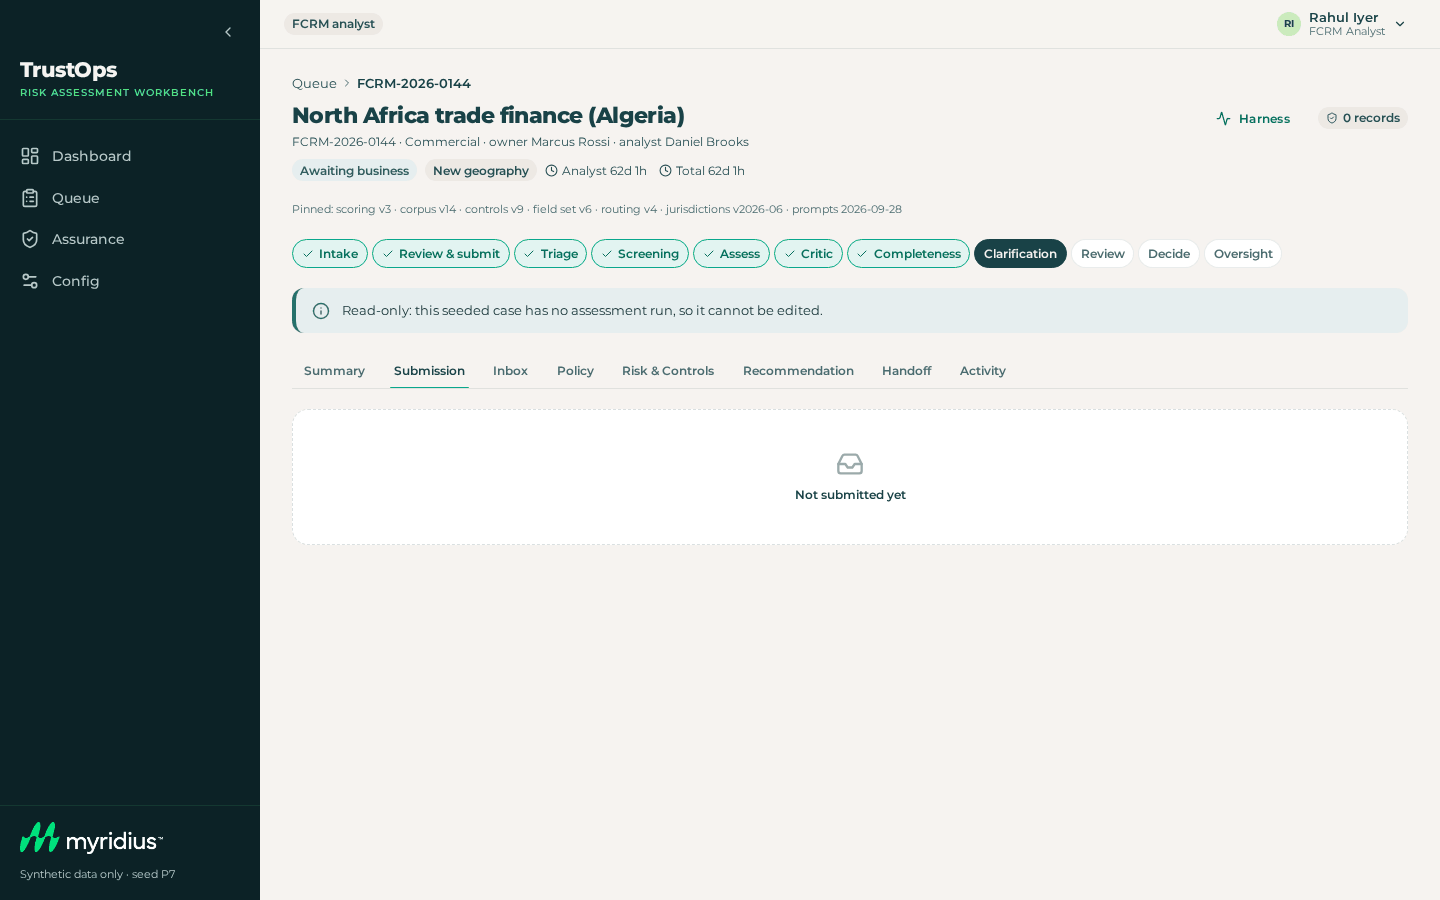 TrustOps
RISK ASSESSMENT WORKBENCH
Dashboard
Queue
Assurance
Config
myridius™
Synthetic data only · seed P7
FCRM analyst
RI
Rahul Iyer
FCRM Analyst
Queue > FCRM-2026-0144
North Africa trade finance (Algeria)
Harness
0 records
FCRM-2026-0144 · Commercial · owner Marcus Rossi · analyst Daniel Brooks
Awaiting business New geography Analyst 62d 1h Total 62d 1h
Pinned: scoring v3 · corpus v14 · controls v9 · field set v6 · routing v4 · jurisdictions v2026-06 · prompts 2026-09-28
Intake Review & submit Triage Screening Assess Critic Completeness Clarification Review Decide Oversight
Read-only: this seeded case has no assessment run, so it cannot be edited.
Summary Submission Inbox Policy Risk & Controls Recommendation Handoff Activity
Not submitted yet